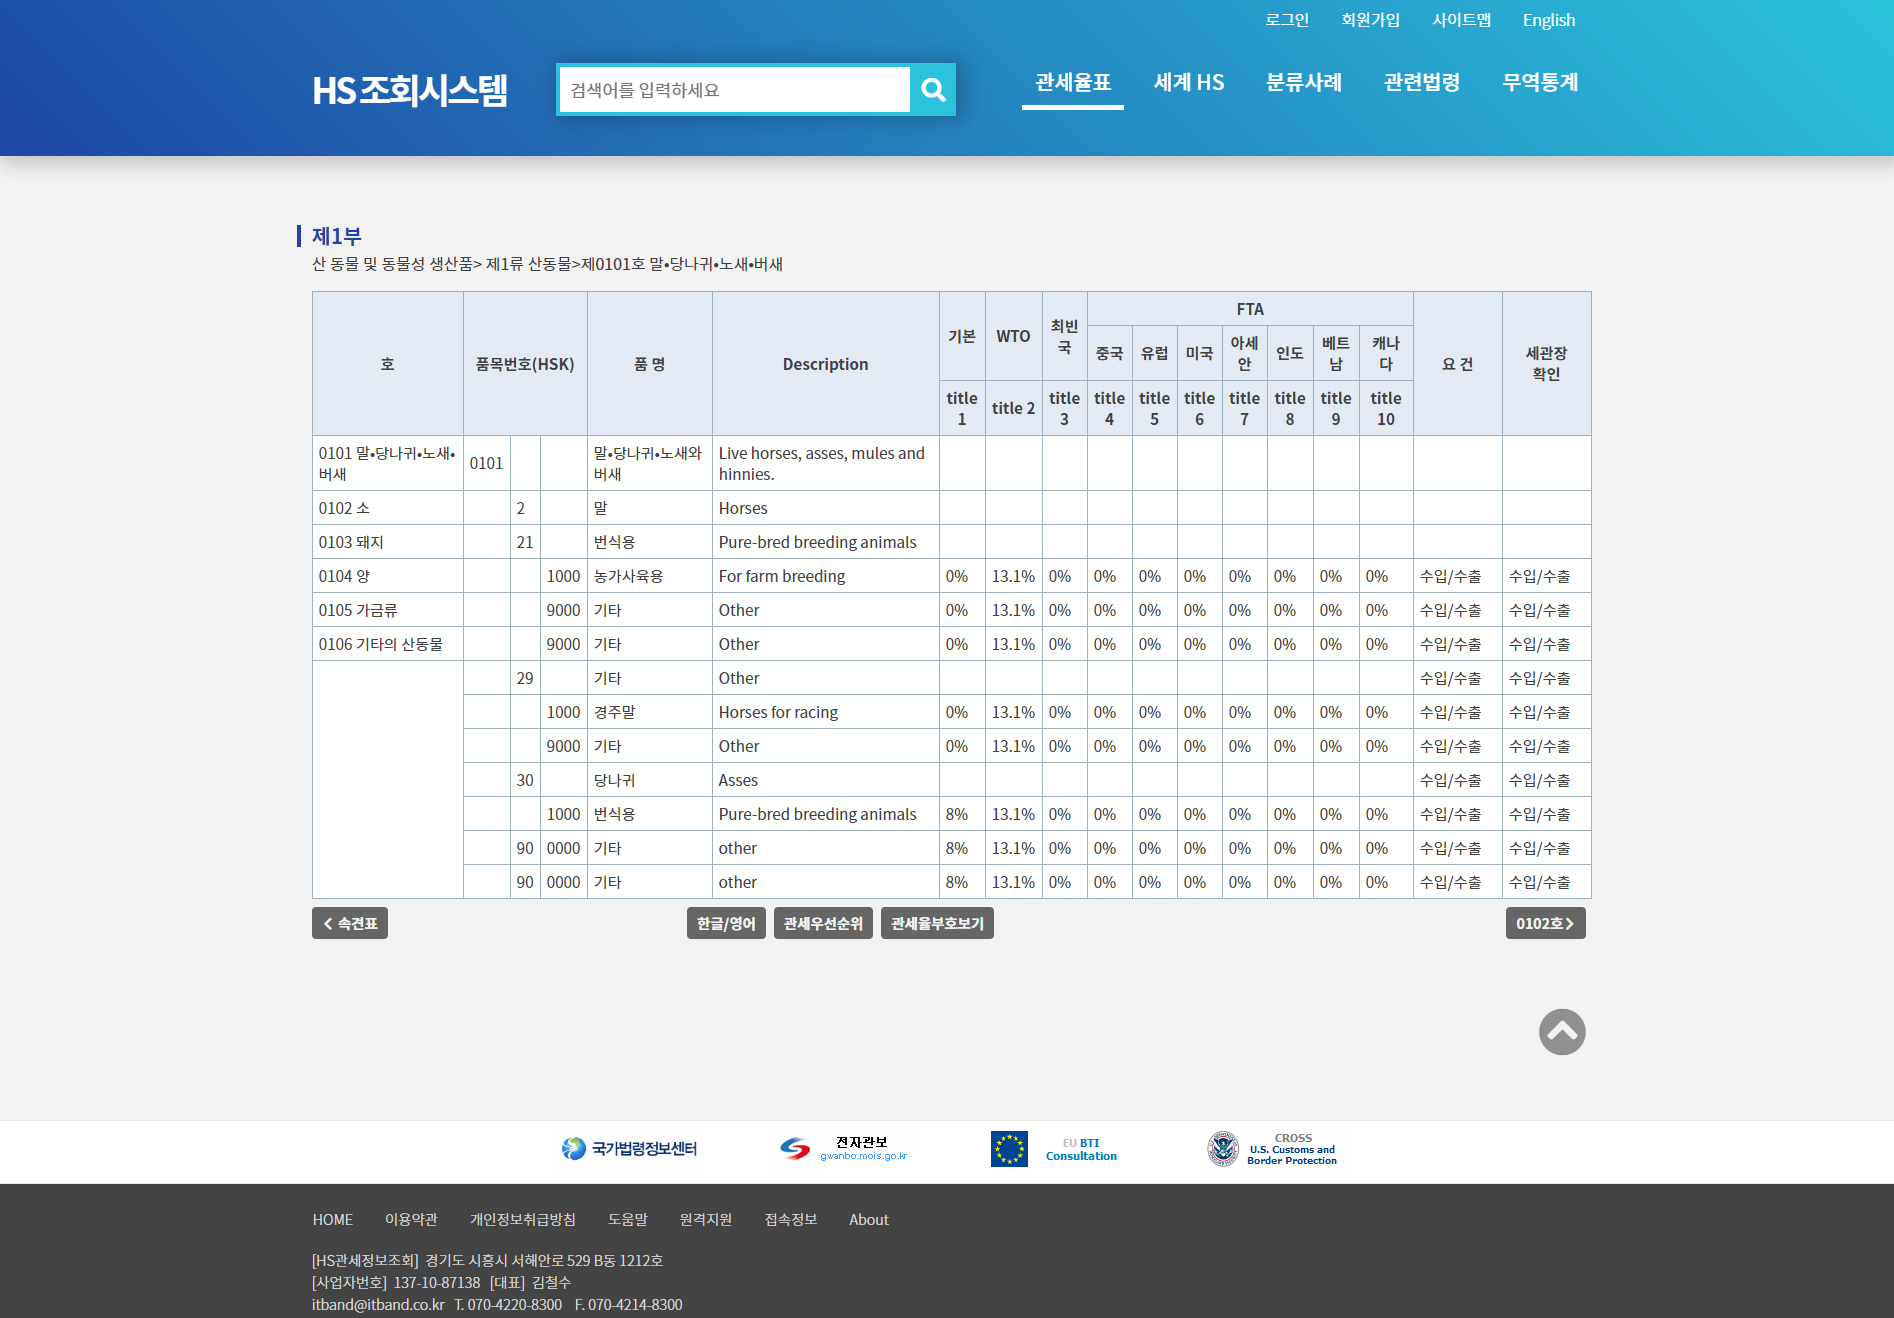 로그인 회원가입 사이트맵 English
HS 조회시스템 검색어를 입력하세요 관세율표 세계 HS 분류사례 관련법령 무역통계
제1부
산 동물 및 동물성 생산품> 제1류 산동물>제0101호 말•당나귀•노새•버새
호 품목번호(HSK) 품 명 Description 기본 WTO 최빈국 FTA 요 건 세관장 확인
중국 유럽 미국 아세안 인도 베트남 캐나다
title 1 title 2 title 3 title 4 title 5 title 6 title 7 title 8 title 9 title 10
0101 말•당나귀•노새•버새 0101 말•당나귀•노새와 버새 Live horses, asses, mules and hinnies.
0102 소 2 말 Horses
0103 돼지 21 번식용 Pure-bred breeding animals
0104 양 1000 농가사육용 For farm breeding 0% 13.1% 0% 0% 0% 0% 0% 0% 0% 0% 수입/수출 수입/수출
0105 가금류 9000 기타 Other 0% 13.1% 0% 0% 0% 0% 0% 0% 0% 0% 수입/수출 수입/수출
0106 기타의 산동물 9000 기타 Other 0% 13.1% 0% 0% 0% 0% 0% 0% 0% 0% 수입/수출 수입/수출
29 기타 Other 수입/수출 수입/수출
1000 경주말 Horses for racing 0% 13.1% 0% 0% 0% 0% 0% 0% 0% 0% 수입/수출 수입/수출
9000 기타 Other 0% 13.1% 0% 0% 0% 0% 0% 0% 0% 0% 수입/수출 수입/수출
30 당나귀 Asses 수입/수출 수입/수출
1000 번식용 Pure-bred breeding animals 8% 13.1% 0% 0% 0% 0% 0% 0% 0% 0% 수입/수출 수입/수출
90 0000 기타 other 8% 13.1% 0% 0% 0% 0% 0% 0% 0% 0% 수입/수출 수입/수출
90 0000 기타 other 8% 13.1% 0% 0% 0% 0% 0% 0% 0% 0% 수입/수출 수입/수출
속견표 한글/영어 관세우선순위 관세율부호보기 0102호
국가법령정보센터
전자관보
gwanbo.mois.go.kr
EU BTI
Consultation
CROSS
U.S. Customs and
Border Protection
HOME 이용약관 개인정보취급방침 도움말 원격지원 접속정보 About
[HS관세정보조회] 경기도 시흥시 서해안로 529 B동 1212호
[사업자번호] 137-10-87138 [대표] 김철수
itband@itband.co.kr T. 070-4220-8300 F. 070-4214-8300